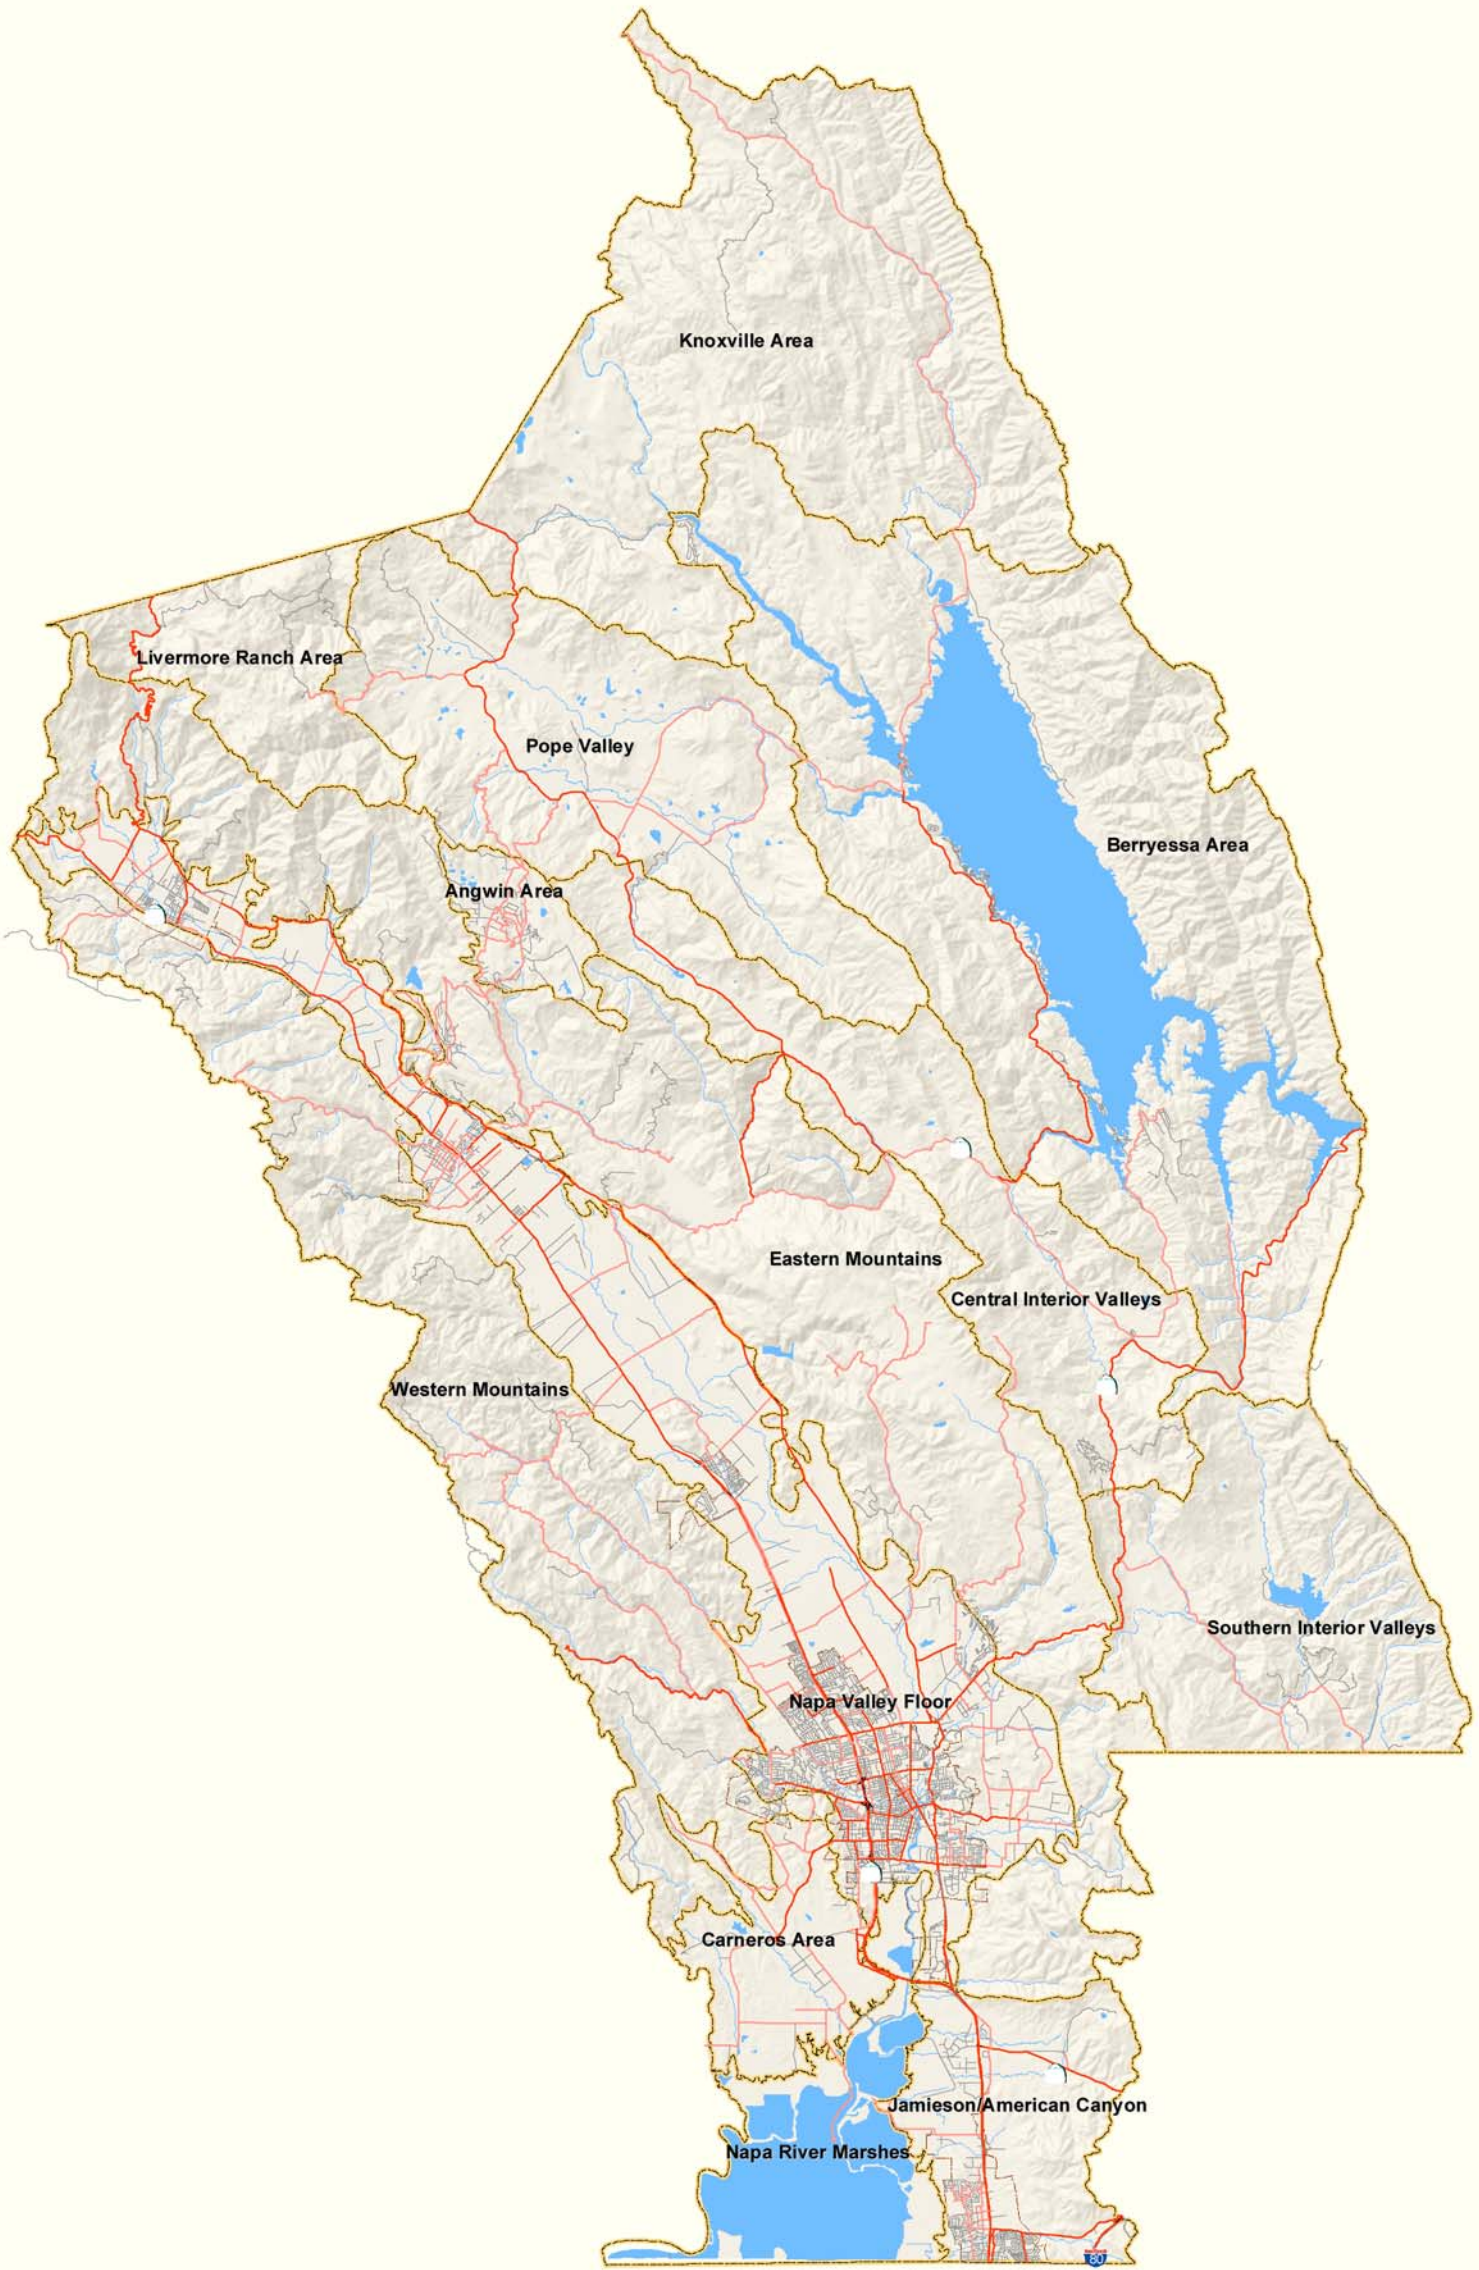 Knoxville Area
Livermore Ranch Area
Pope Valley
Berryessa Area
Angwin Area
Eastern Mountains
Central Interior Valleys
Western Mountains
Southern Interior Valleys
Napa Valley Floor
Carneros Area
Jamieson/American Canyon
Napa River Marshes
80